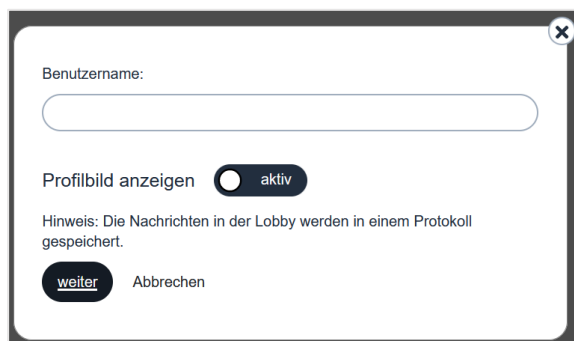 Benutzername:
Profilbild anzeigen aktiv
Hinweis: Die Nachrichten in der Lobby werden in einem Protokoll
gespeichert.
weiter Abbrechen